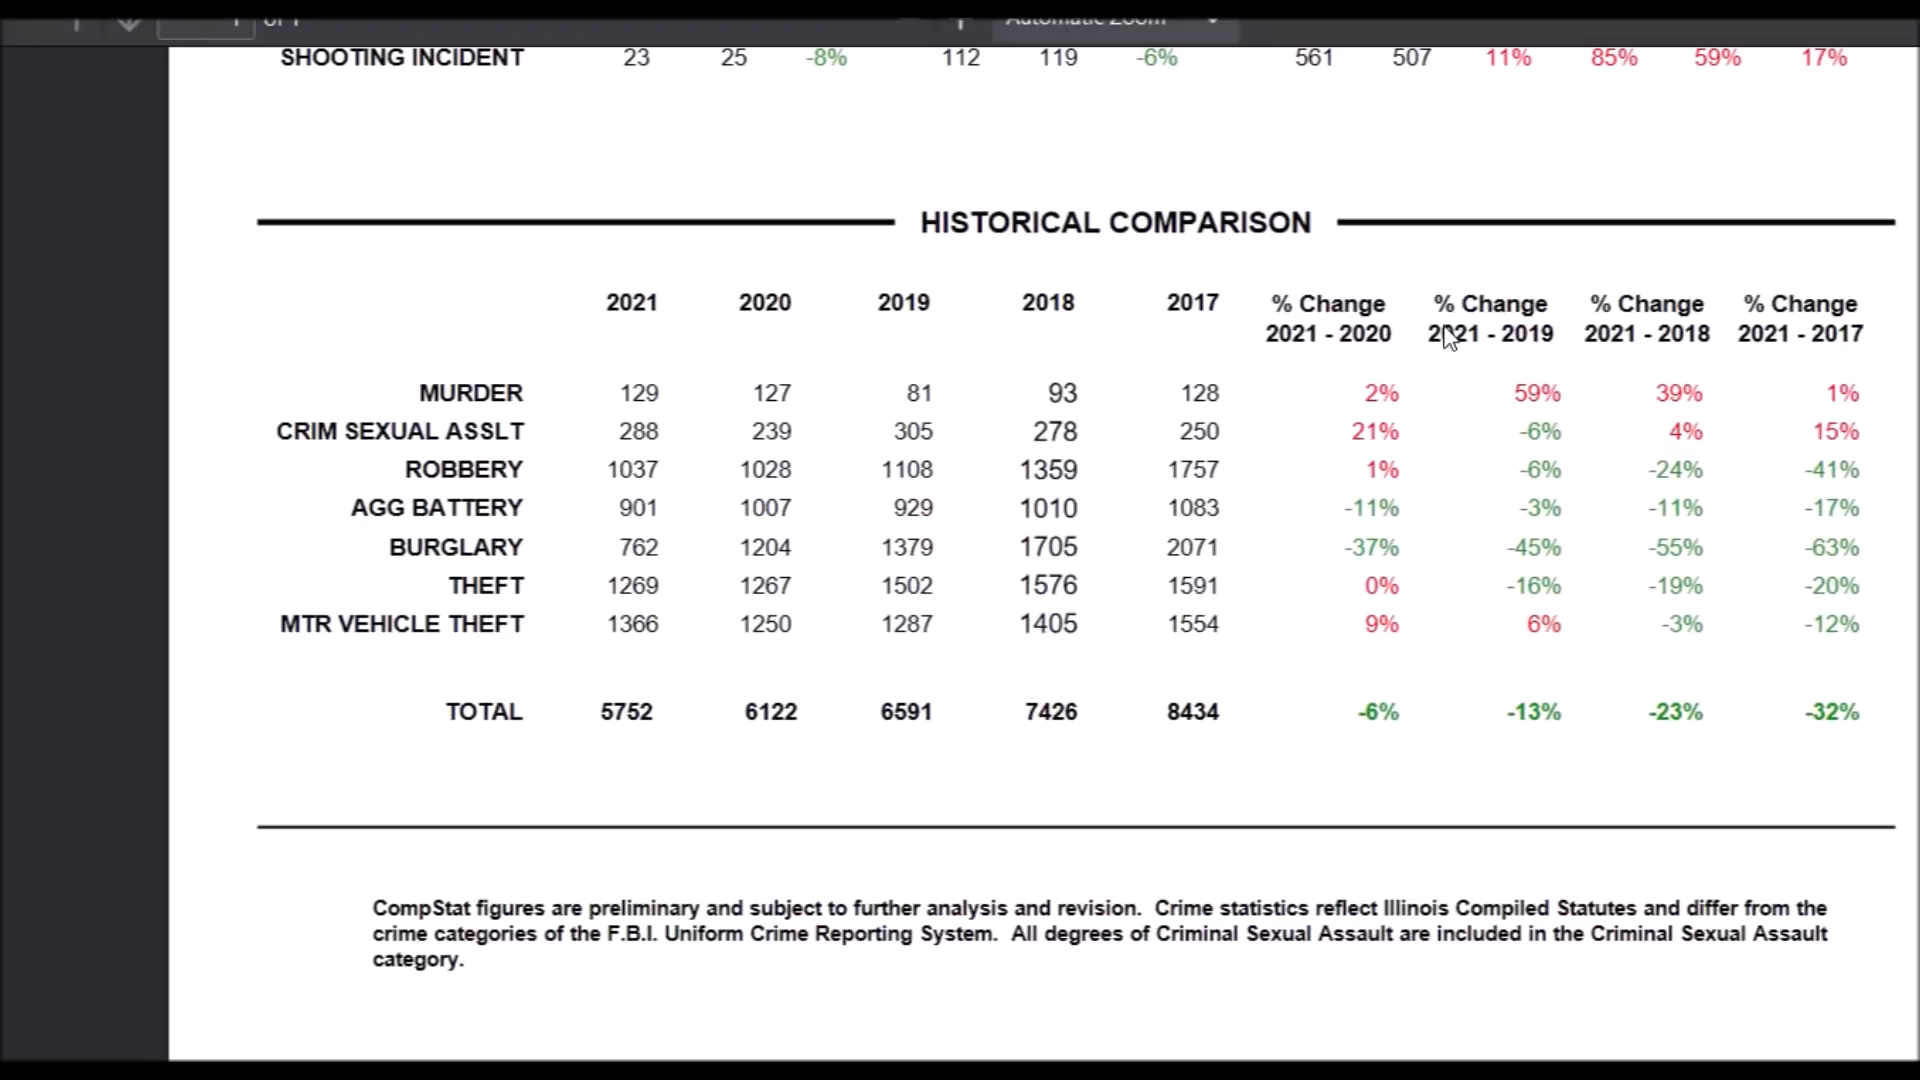 SHOOTING INCIDENT 23 25 -8% 112 119 -6% 561 507 11% 85% 59% 17%
HISTORICAL COMPARISON
2021 2020 2019 2018 2017 % Change % Change % Change % Change
2021 - 2020 2021 - 2019 2021 - 2018 2021 - 2017
MURDER 129 127 81 93 128 2% 59% 39% 1%
CRIM SEXUAL ASSLT 288 239 305 278 250 21% -6% 4% 15%
ROBBERY 1037 1028 1108 1359 1757 1% -6% -24% -41%
AGG BATTERY 901 1007 929 1010 1083 -11% -3% -11% -17%
BURGLARY 762 1204 1379 1705 2071 -37% -45% -55% -63%
THEFT 1269 1267 1502 1576 1591 0% -16% -19% -20%
MTR VEHICLE THEFT 1366 1250 1287 1405 1554 9% 6% -3% -12%
TOTAL 5752 6122 6591 7426 8434 -6% -13% -23% -32%
CompStat figures are preliminary and subject to further analysis and revision. Crime statistics reflect Illinois Compiled Statutes and differ from the
crime categories of the F.B.I. Uniform Crime Reporting System. All degrees of Criminal Sexual Assault are included in the Criminal Sexual Assault
category.